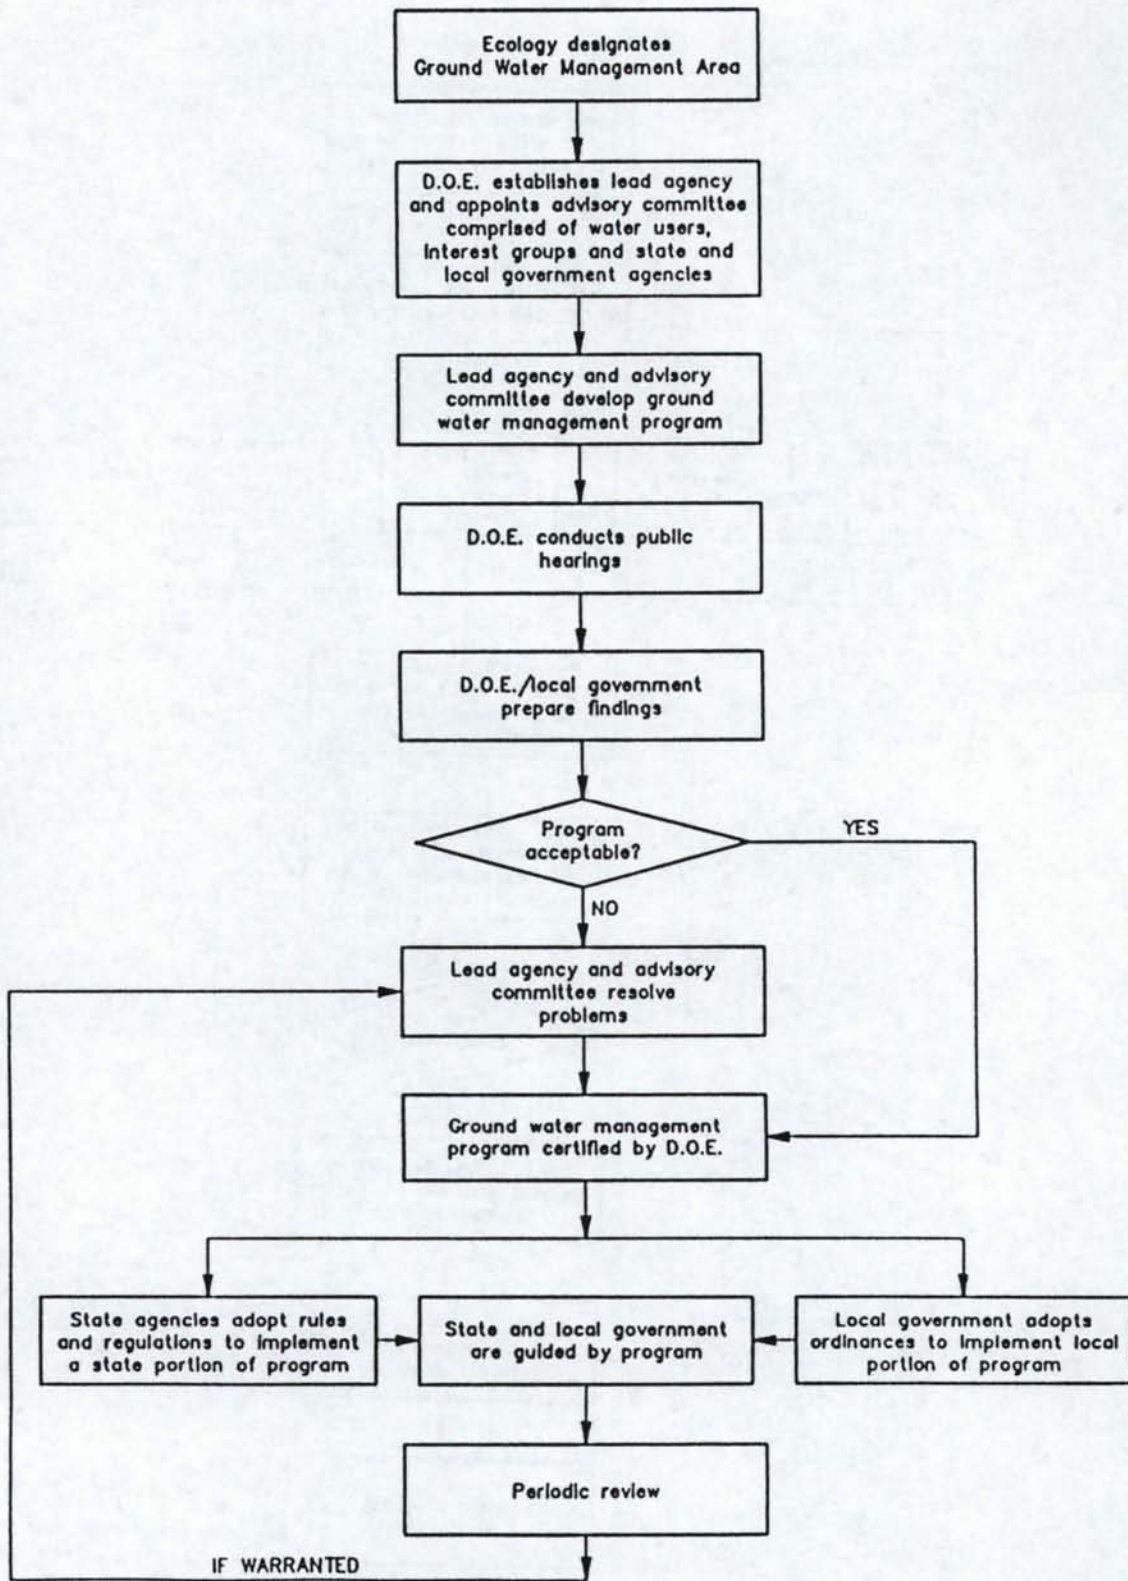 Ecology designates
Ground Water Management Area
D.O.E. establishes lead agency
and appoints advisory committee
comprised of water users,
interest groups and state and
local government agencies
Lead agency and advisory
committee develop ground
water management program
D.O.E. conducts public
hearings
D.O.E./local government
prepare findings
Program
acceptable?
YES
NO
Lead agency and advisory
committee resolve
problems
Ground water management
program certified by D.O.E.
State agencies adopt rules
and regulations to implement
a state portion of program
State and local government
are guided by program
Local government adopts
ordinances to implement local
portion of program
Periodic review
IF WARRANTED